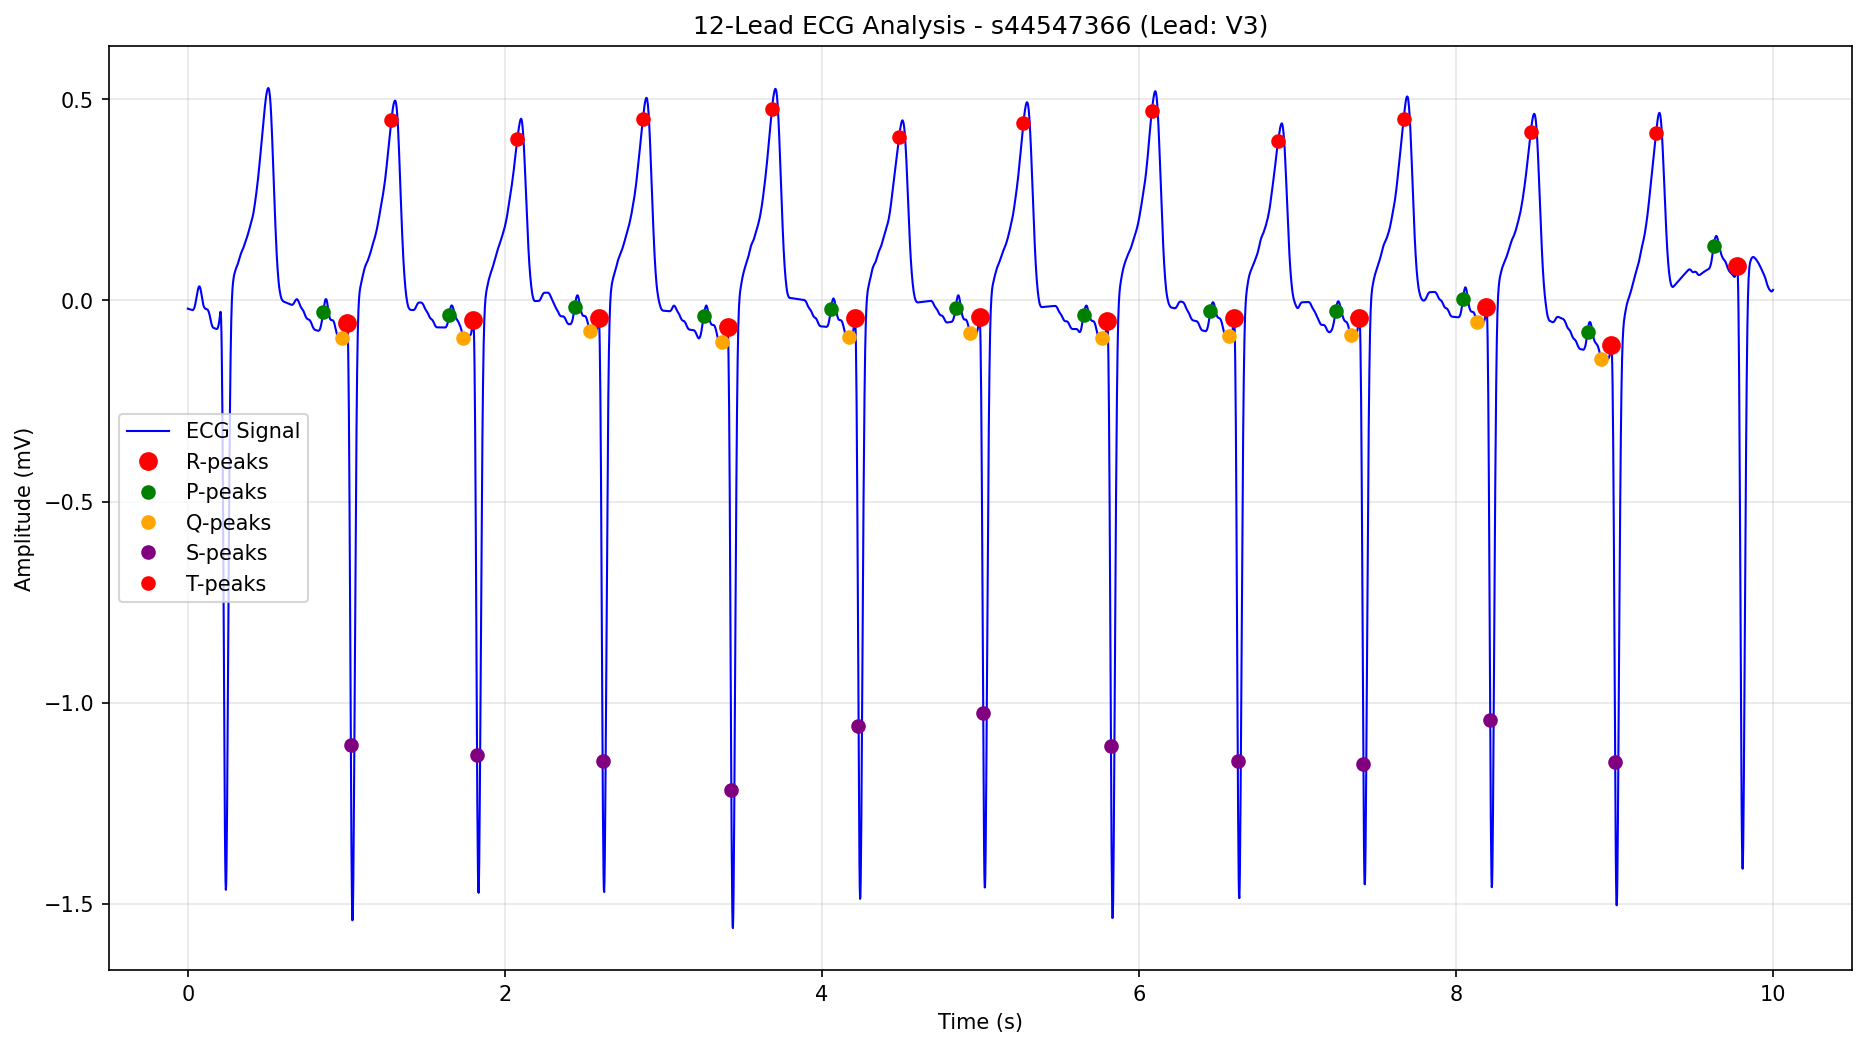 12-Lead ECG Analysis - s44547366 (Lead: V3)
0.5
0.0
−0.5
−1.0
−1.5
Amplitude (mV)
ECG Signal
R-peaks
P-peaks
Q-peaks
S-peaks
T-peaks
0 2 4 6 8 10
Time (s)